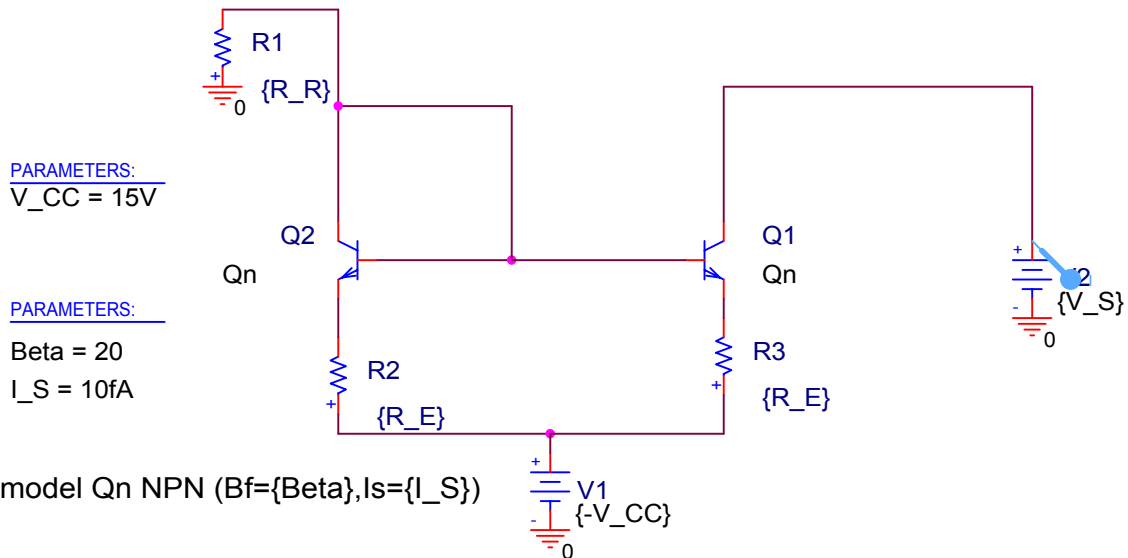 R1
{R_R}
0
PARAMETERS:
V_CC = 15V
Q2
Qn
Q1
Qn
+
-
{V_S}
0
PARAMETERS:
Beta = 20
I_S = 10fA
R2
+
{R_E}
R3
+
{R_E}
model Qn NPN (Bf={Beta},Is={I_S})
+
-
V1
{-V_CC}
0
+